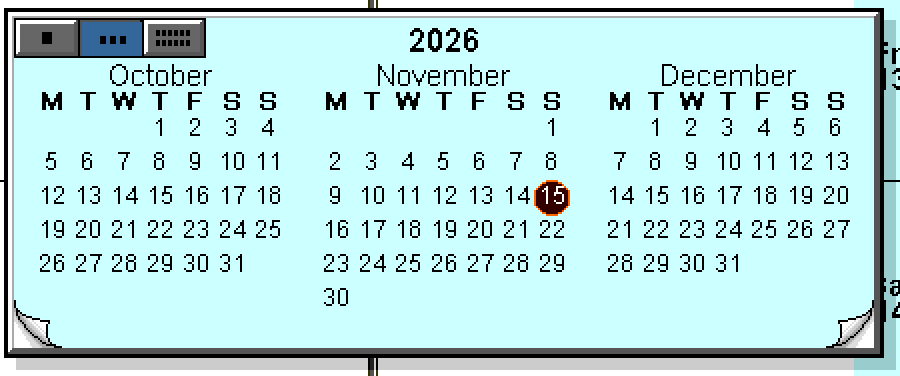 2026
October November December
M T W T F S S M T W T F S S M T W T F S S
1 2 3 4 1 1 2 3 4 5 6
5 6 7 8 9 10 11 2 3 4 5 6 7 8 7 8 9 10 11 12 13
12 13 14 15 16 17 18 9 10 11 12 13 14 15 14 15 16 17 18 19 20
19 20 21 22 23 24 25 16 17 18 19 20 21 22 21 22 23 24 25 26 27
26 27 28 29 30 31 23 24 25 26 27 28 29 28 29 30 31
30